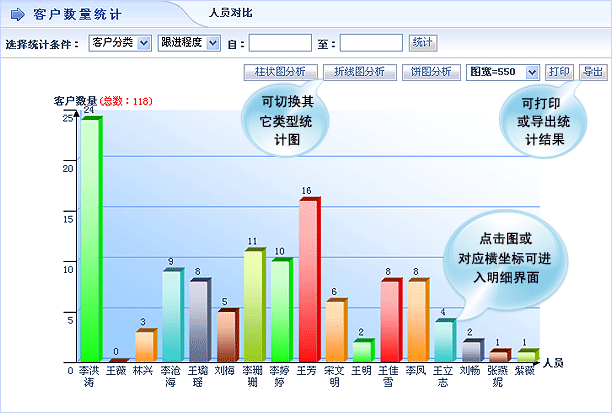 客户数量统计 人员对比
选择统计条件： 客户分类 跟进程度 自： 至： 统计
柱状图分析 折线图分析 饼图分析 图宽=550 打印 导出
客户数量(总数：118)
可切换其
它类型统
计图
可打印
或导出统
计结果
点击图或
对应横坐标可进
入明细界面
25
20
15
10
5
0
24 0 3 9 8 5 11 10 16 6 2 8 8 4 2 1 1
人员
李洪涛 王薇 林兴 李沧海 王璐瑶 刘梅 李珊珊 李婷婷 王芳 宋文明 王明 王佳雪 李凤 王立志 刘畅 张燕妮 紫薇